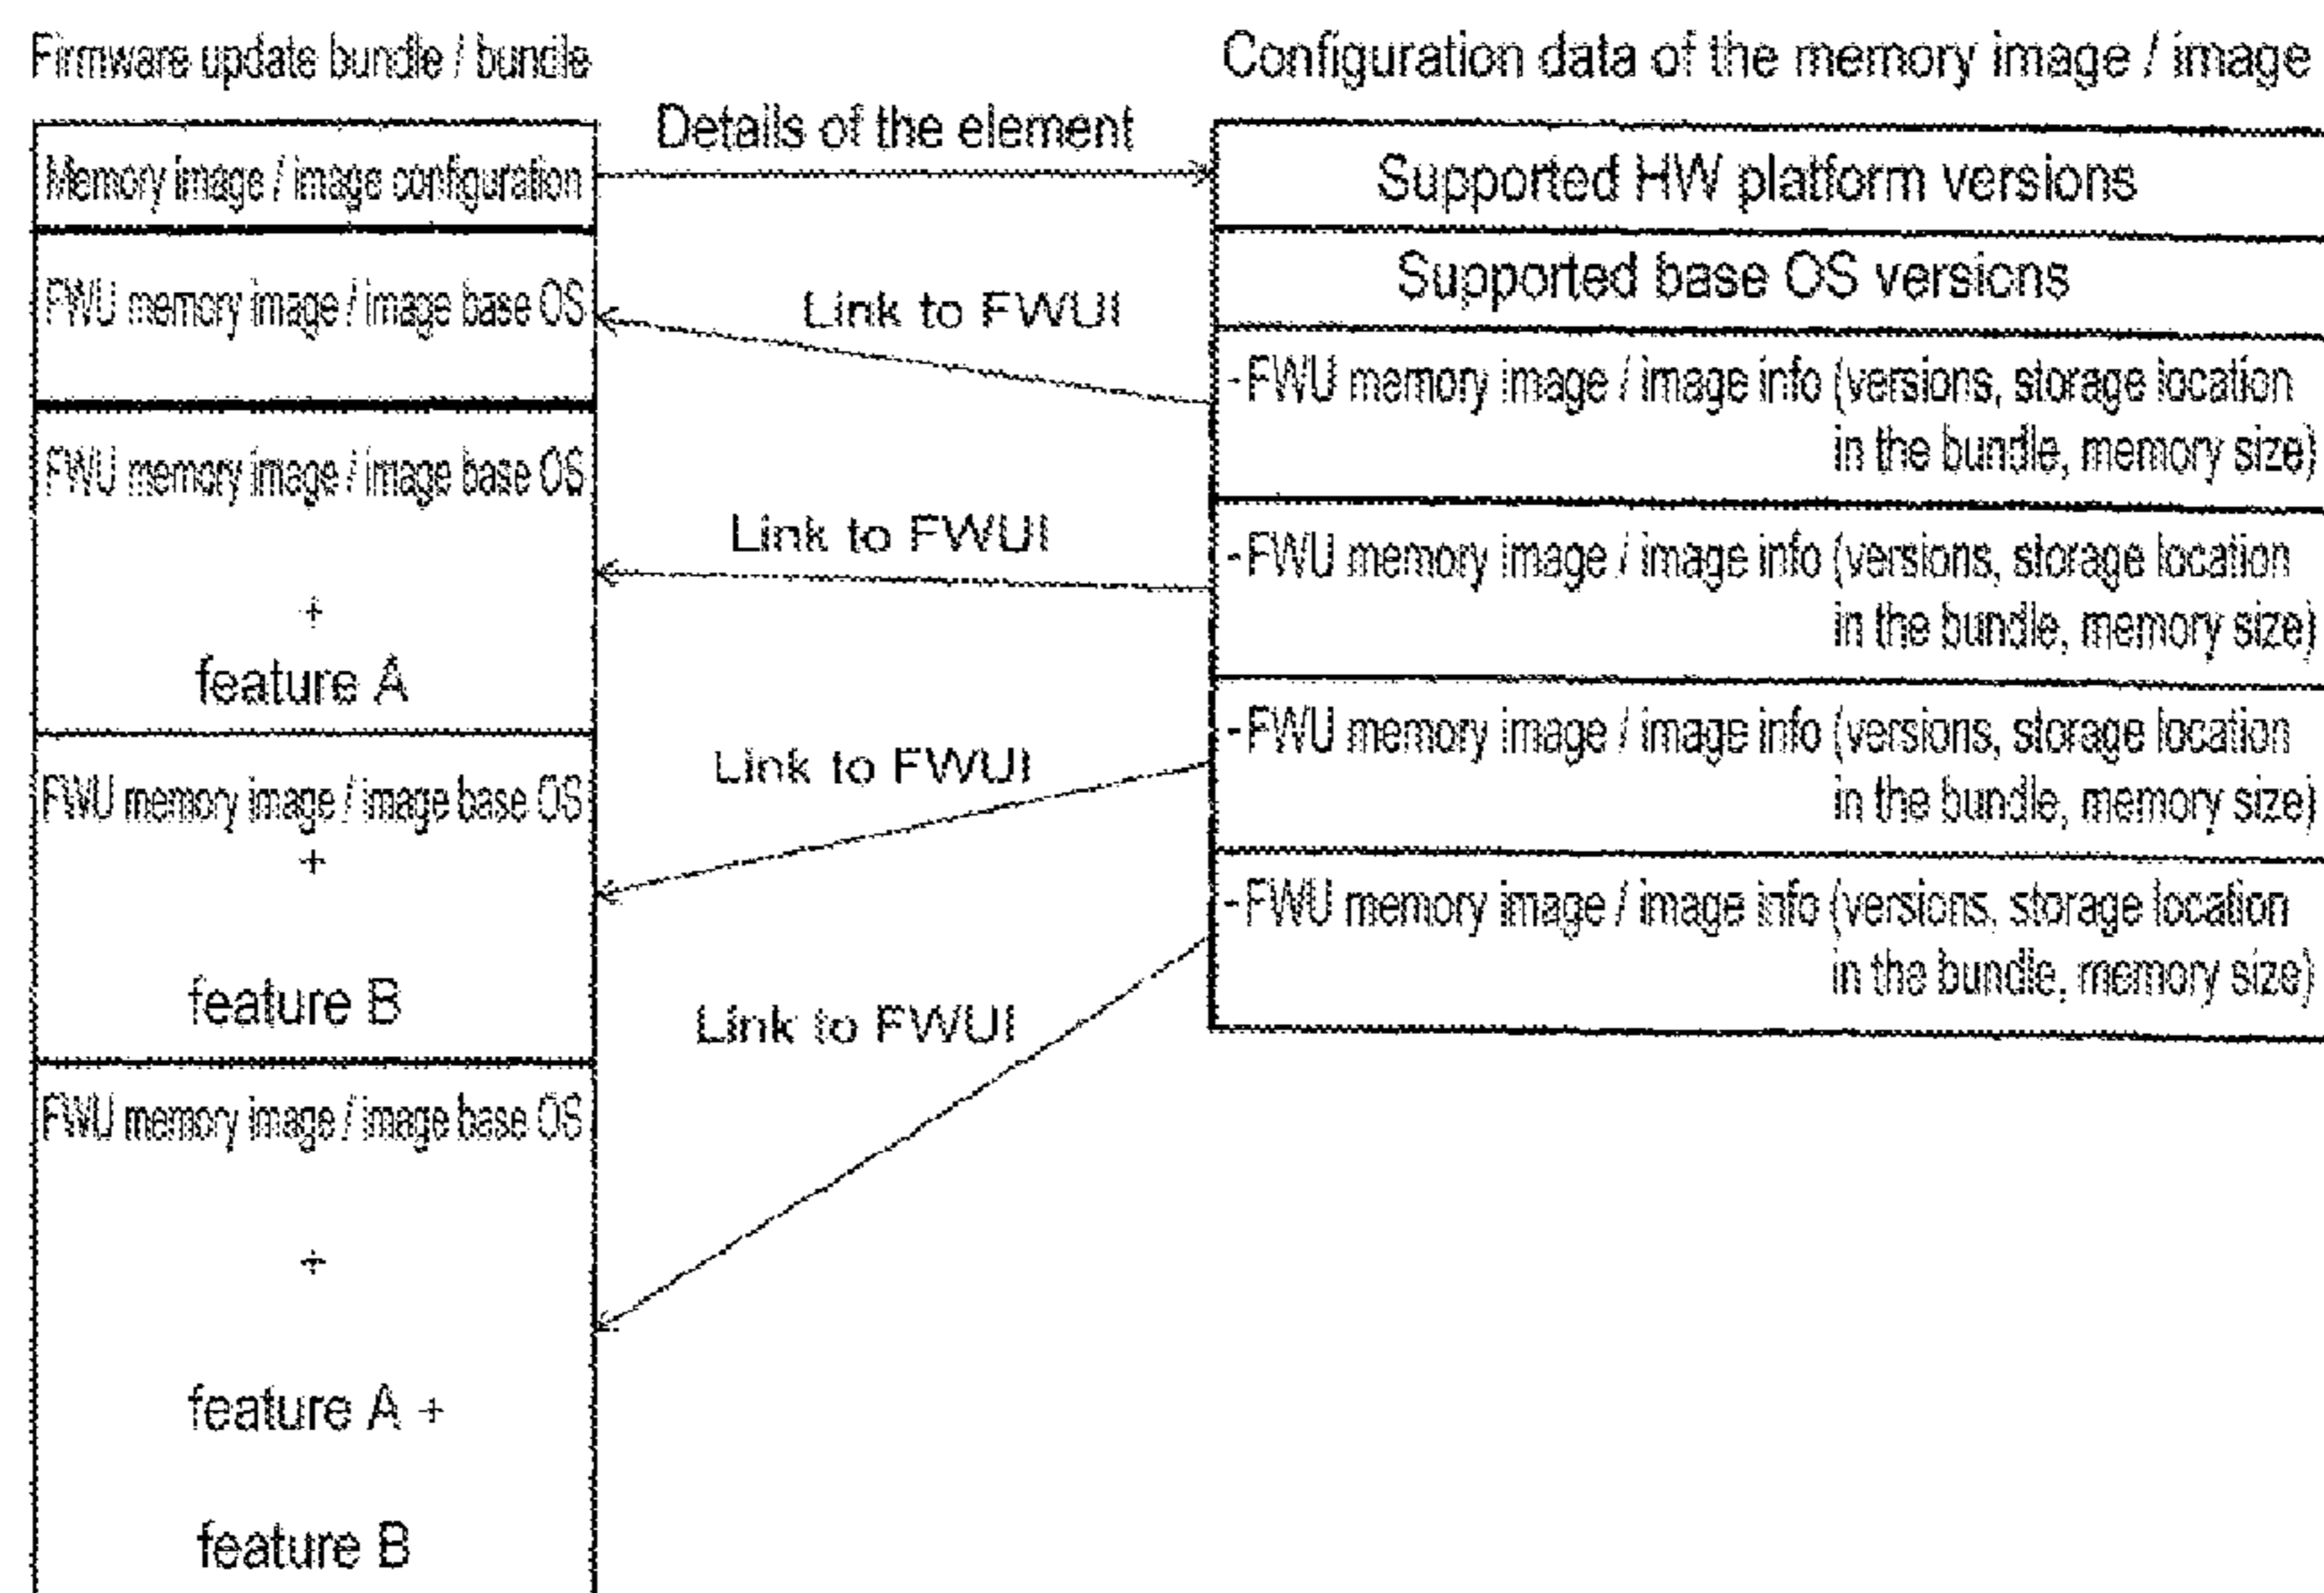 Firmware update bundle / bundle
Memory image / image configuration
FWU memory image / image base OS
FWU memory image / image base OS
+
feature A
FWU memory image / image base OS
+
feature B
FWU memory image / image base OS
+
feature A +
feature B
Details of the element
Link to FWUI
Link to FWUI
Link to FWUI
Link to FWUI
Configuration data of the memory image / image
Supported HW platform versions
Supported base OS versions
-FWU memory image / image info (versions, storage location
in the bundle, memory size)
-FWU memory image / image info (versions, storage location
in the bundle, memory size)
-FWU memory image / image info (versions, storage location
in the bundle, memory size)
-FWU memory image / image info (versions, storage location
in the bundle, memory size)